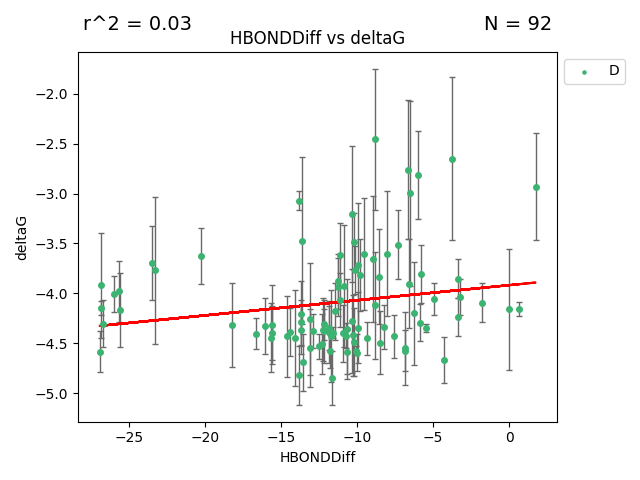 r^2 = 0.03
N = 92
HBONDDiff vs deltaG
D
deltaG
−2.0
−2.5
−3.0
−3.5
−4.0
−4.5
−5.0
−25
−20
−15
−10
−5
0
HBONDDiff